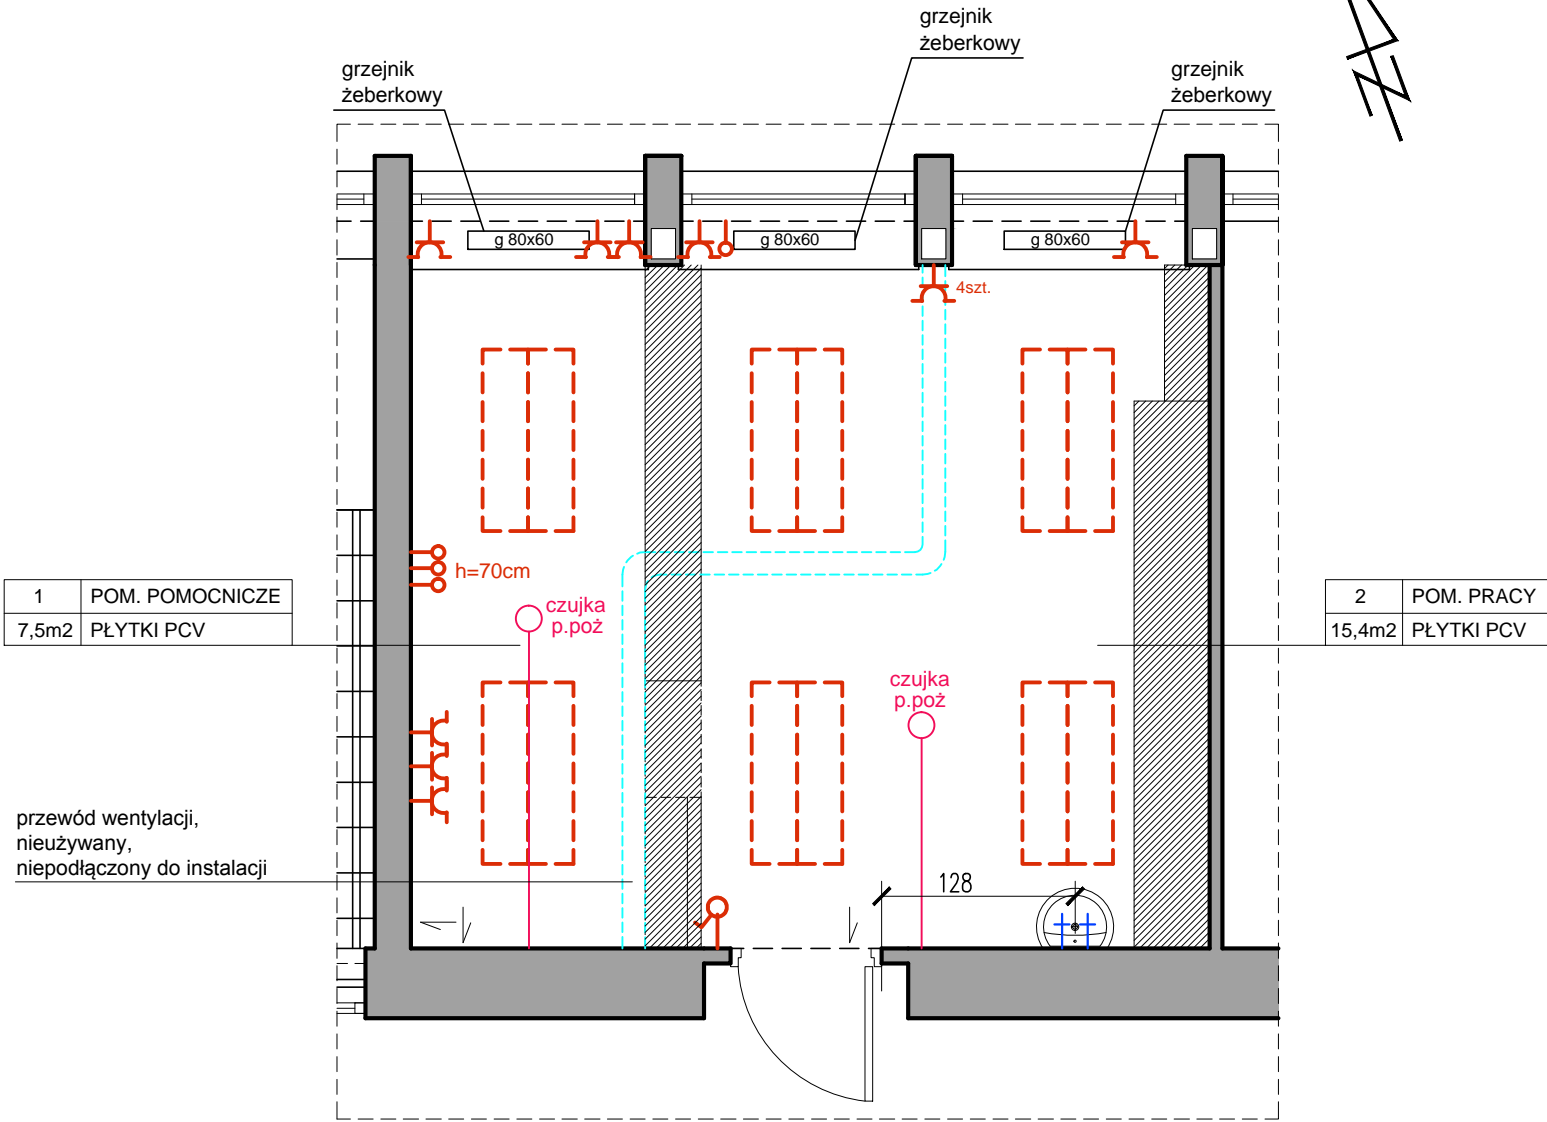 grzejnik
żeberkowy
grzejnik
żeberkowy
grzejnik
żeberkowy
g 80x60
g 80x60
g 80x60
4szt.
h=70cm
czujka
p.poż
1 POM. POMOCNICZE
7,5m2 PŁYTKI PCV
2 POM. PRACY
15,4m2 PŁYTKI PCV
czujka
p.poż
przewód wentylacji,
nieużywany,
niepodłączony do instalacji
128